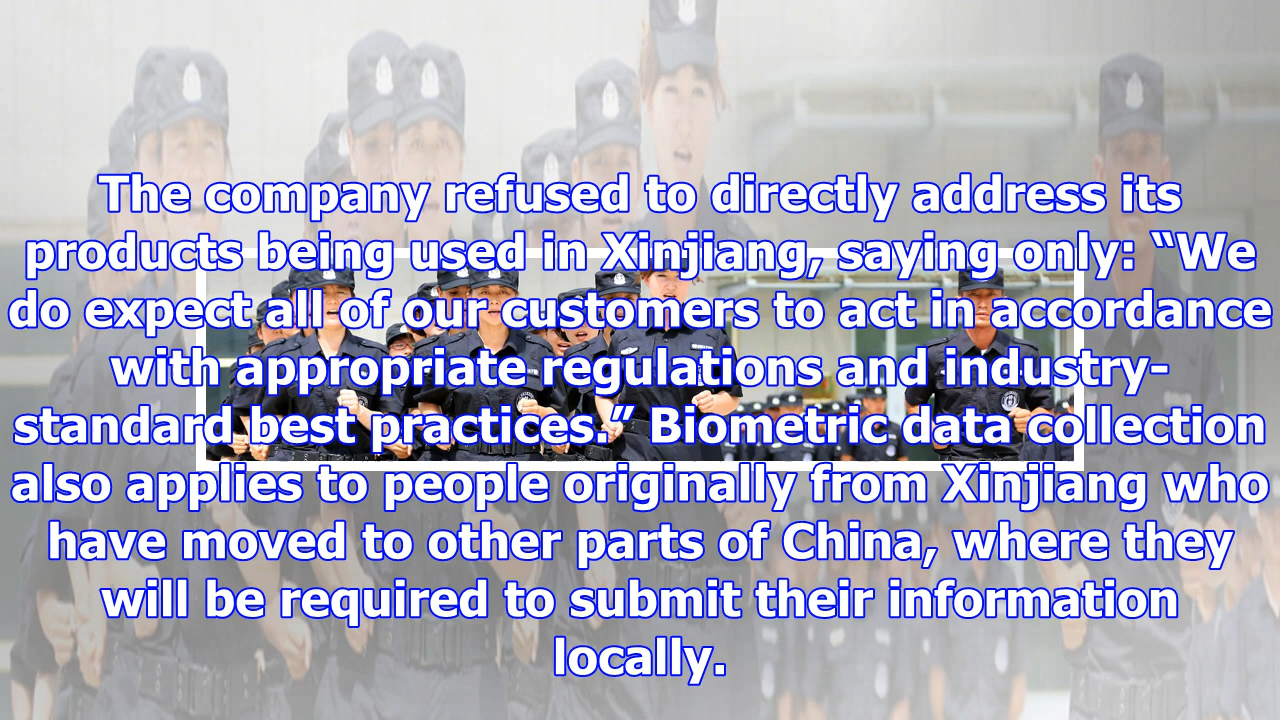 The company refused to directly address its
products being used in Xinjiang, saying only: “We
do expect all of our customers to act in accordance
with appropriate regulations and industry-
standard best practices.” Biometric data collection
also applies to people originally from Xinjiang who
have moved to other parts of China, where they
will be required to submit their information
locally.